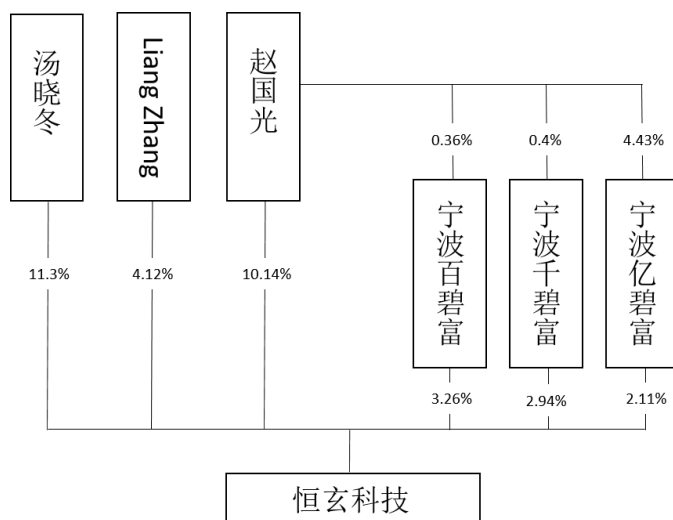 汤晓冬
Liang Zhang
赵国光
0.36%
0.4%
4.43%
宁波百碧富
宁波千碧富
宁波亿碧富
11.3%
4.12%
10.14%
3.26%
2.94%
2.11%
恒玄科技